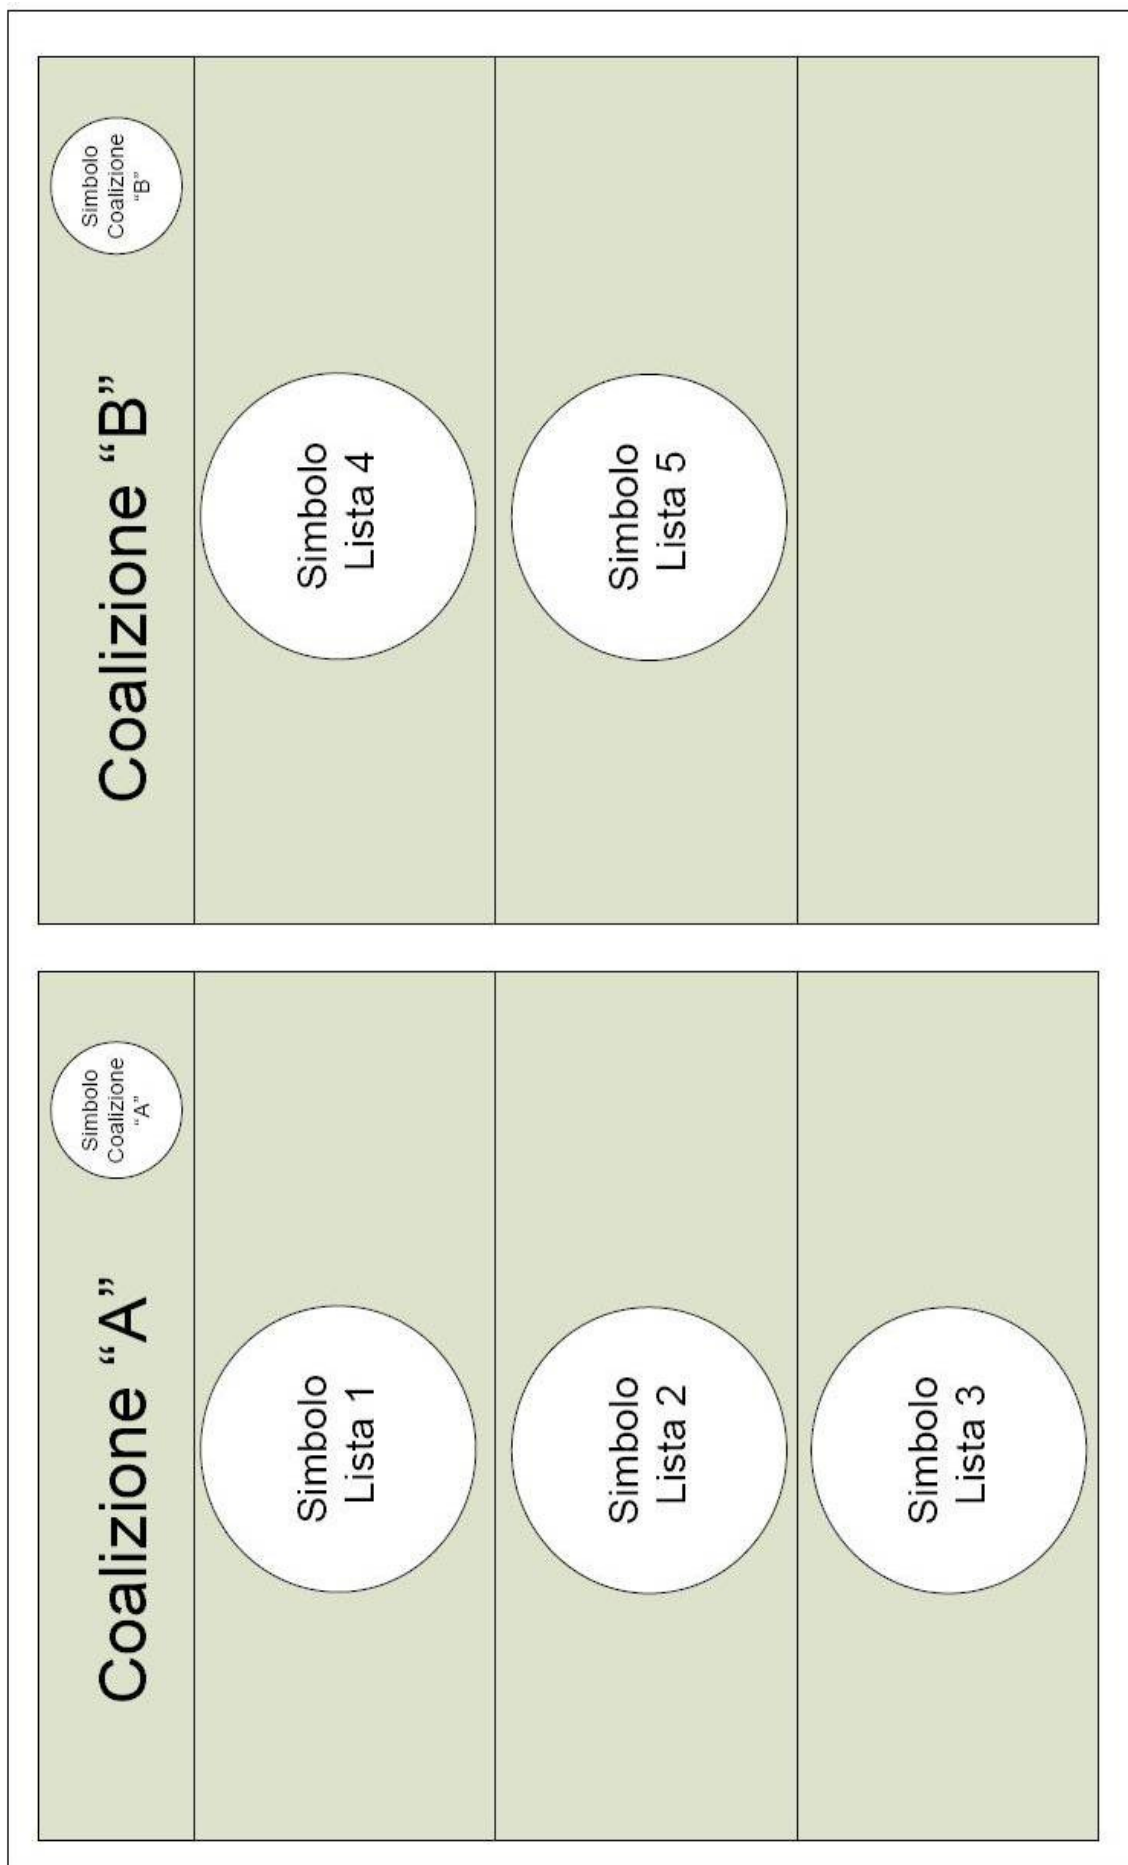 Coalizione “A”
Simbolo
Coalizione
“A”
Simbolo
Lista 1
Simbolo
Lista 2
Simbolo
Lista 3
Coalizione “B”
Simbolo
Coalizione
“B”
Simbolo
Lista 4
Simbolo
Lista 5